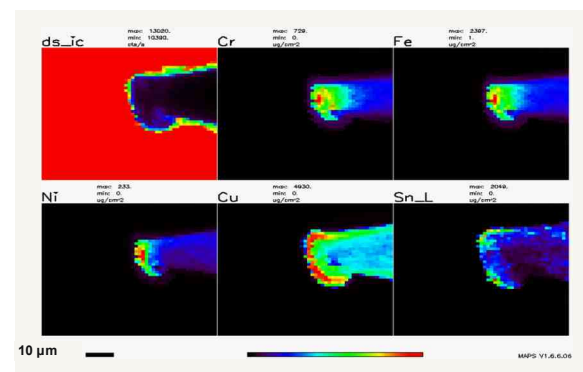 ds_ic
max: 13020.
min: 10390.
cts/s
Cr
max: 729.
min: 0.
ug/cm^2
Fe
max: 2397.
min: 1.
ug/cm^2
Ni
max: 233.
min: 0.
ug/cm^2
Cu
max: 4930.
min: 0.
ug/cm^2
Sn_L
max: 2049.
min: 0.
ug/cm^2
10 µm
MAPS V1.6.6.06